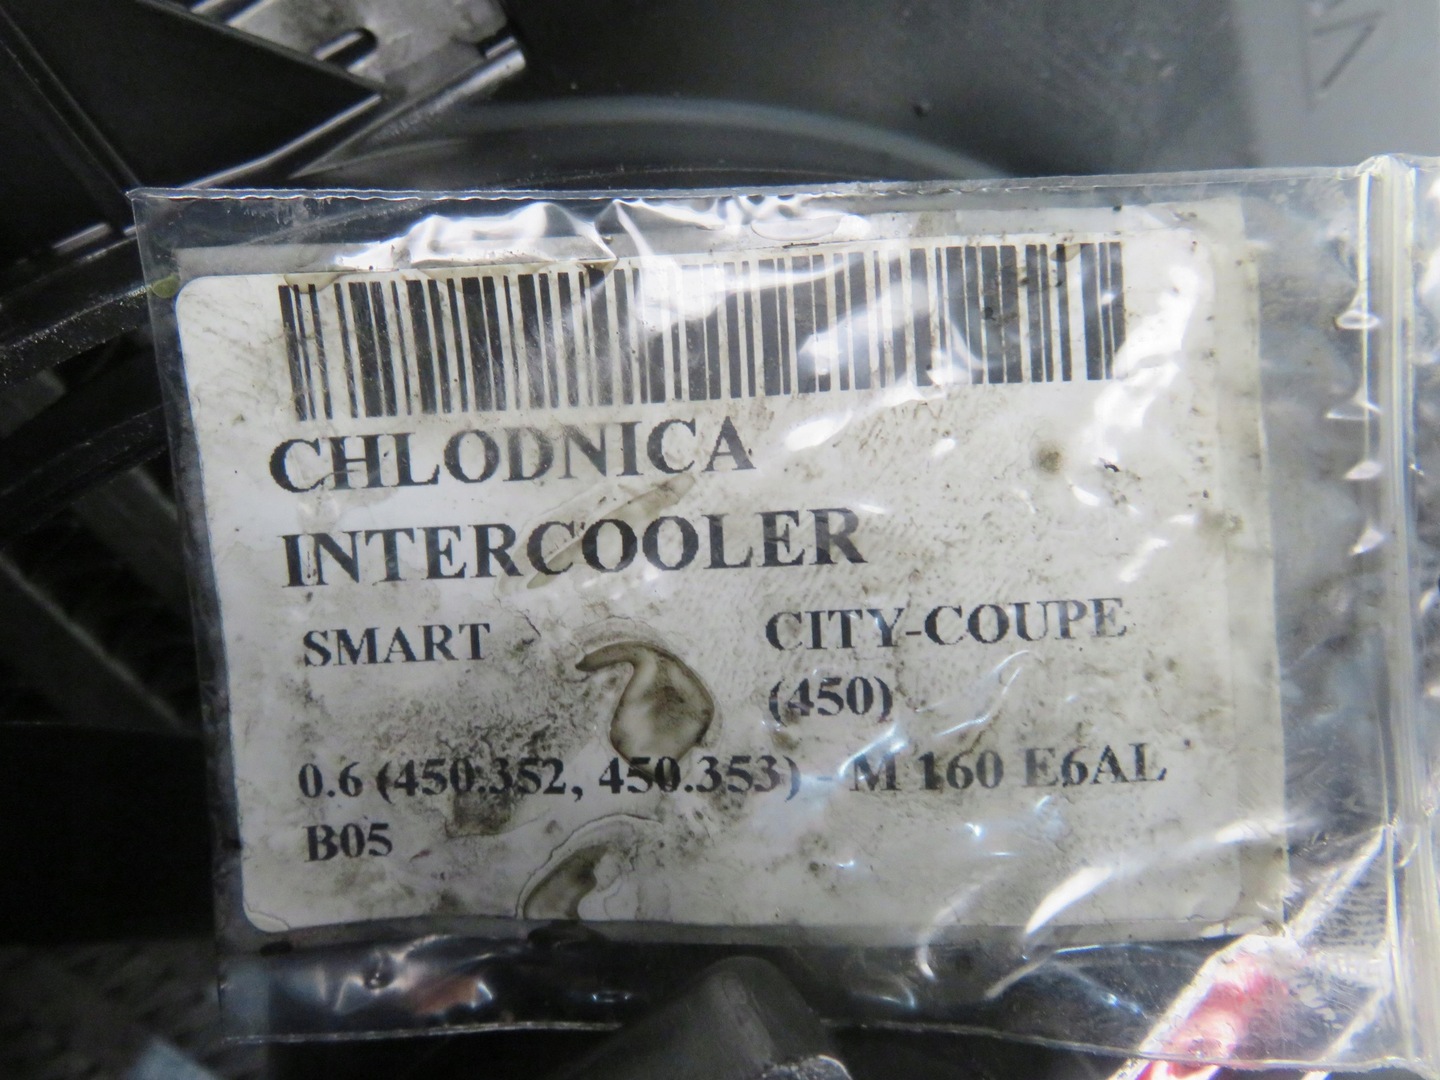 CHLODNICA
INTERCOOLER
SMART CITY-COUPE
(450)
0.6 (450.352, 450.353) - M 160 E6AL
B05